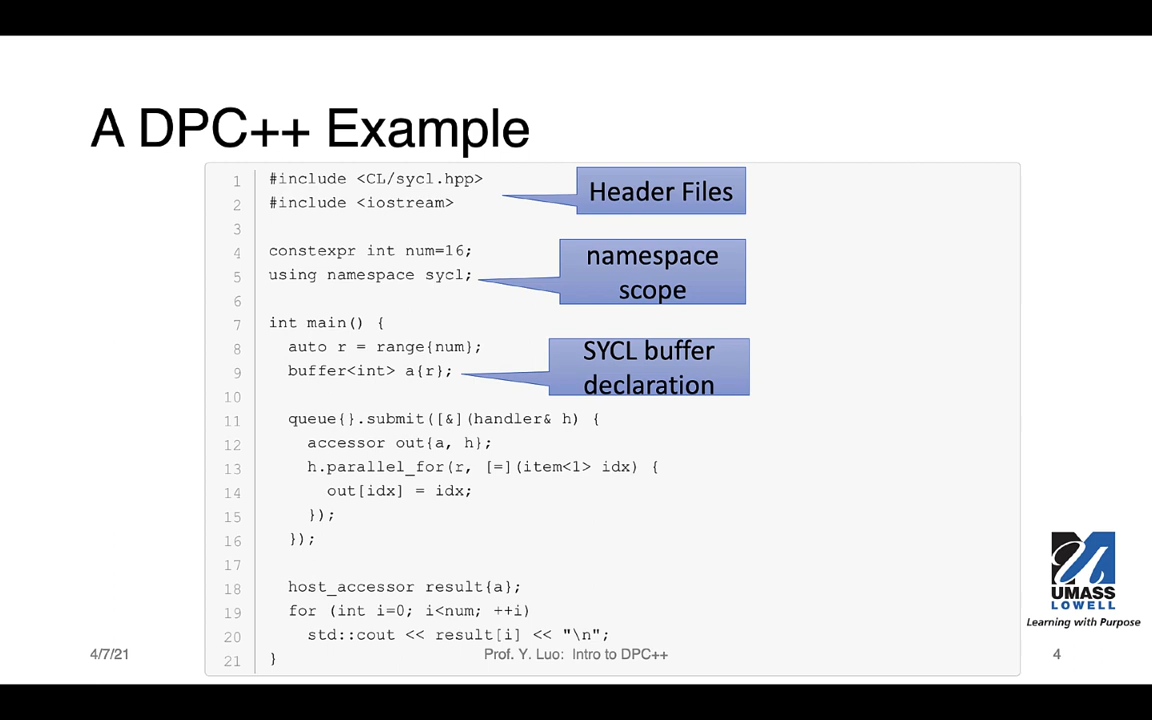 A DPC++ Example
1 #include <CL/sycl.hpp>
2 #include <iostream>
3
4 constexpr int num=16;
5 using namespace sycl;
6
7 int main() {
8 auto r = range{num};
9 buffer<int> a{r};
10
11 queue{}.submit([&](handler& h) {
12 accessor out{a, h};
13 h.parallel_for(r, [=](item<1> idx) {
14 out[idx] = idx;
15 });
16 });
17
18 host_accessor result{a};
19 for (int i=0; i<num; ++i)
20 std::cout << result[i] << "\n";
21 }
Header Files
namespace
scope
SYCL buffer
declaration
UMASS
LOWELL
Learning with Purpose
4/7/21
Prof. Y. Luo: Intro to DPC++
4